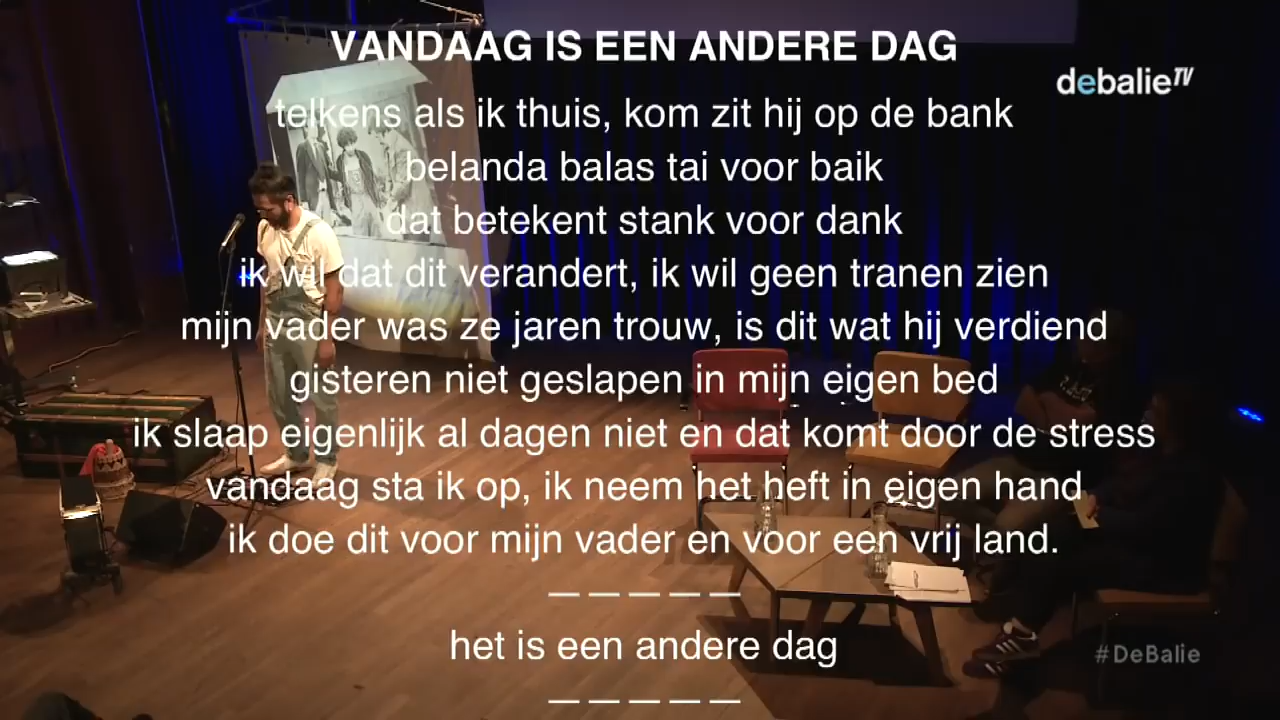 VANDAAG IS EEN ANDERE DAG
debalieTV
telkens als ik thuis, kom zit hij op de bank
belanda balas tai voor baik
dat betekent stank voor dank
ik wil dat dit verandert, ik wil geen tranen zien
mijn vader was ze jaren trouw, is dit wat hij verdiend
gisteren niet geslapen in mijn eigen bed
ik slaap eigenlijk al dagen niet en dat komt door de stress
vandaag sta ik op, ik neem het heft in eigen hand
ik doe dit voor mijn vader en voor een vrij land.
— — — — —
het is een andere dag
#DeBalie
— — — — —